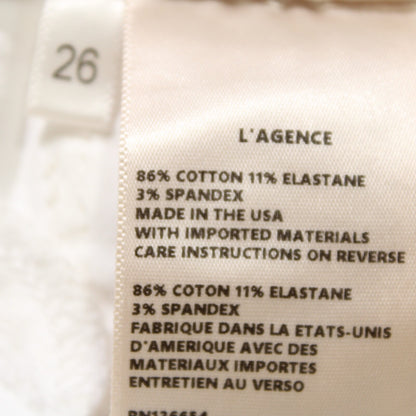 26
L'AGENCE
86% COTTON 11% ELASTANE
3% SPANDEX
MADE IN THE USA
WITH IMPORTED MATERIALS
CARE INSTRUCTIONS ON REVERSE
86% COTON 11% ELASTANE
3% SPANDEX
FABRIQUE DANS LA ETATS-UNIS
D'AMERIQUE AVEC DES
MATERIAUX IMPORTES
ENTRETIEN AU VERSO